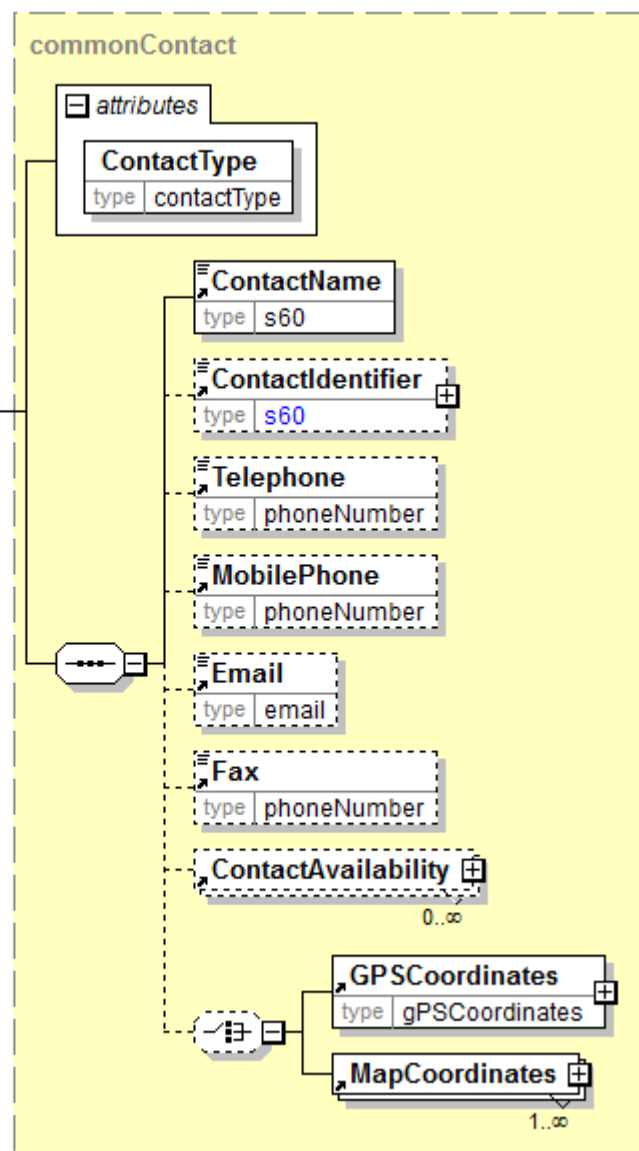 commonContact
attributes
ContactType
type contactType
ContactName
type s60
ContactIdentifier
type s60
Telephone
type phoneNumber
MobilePhone
type phoneNumber
Email
type email
Fax
type phoneNumber
ContactAvailability
0..∞
GPSCoordinates
type gPSCoordinates
MapCoordinates
1..∞